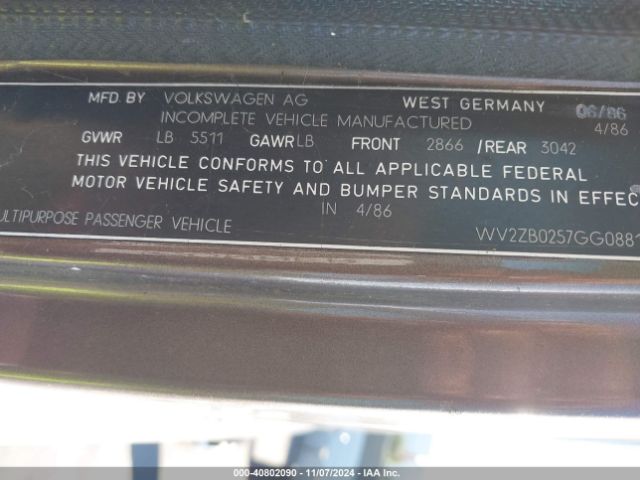 MFD. BY VOLKSWAGEN AG WEST GERMANY 06/86
INCOMPLETE VEHICLE MANUFACTURED 4/86
GVWR LB 5511 GAWR LB FRONT 2866 /REAR 3042
THIS VEHICLE CONFORMS TO ALL APPLICABLE FEDERAL
MOTOR VEHICLE SAFETY AND BUMPER STANDARDS IN EFFEC
IN 4/86
ULTIPURPOSE PASSENGER VEHICLE WV2ZB0257GG0881
000-40802090 - 11/07/2024 - IAA Inc.